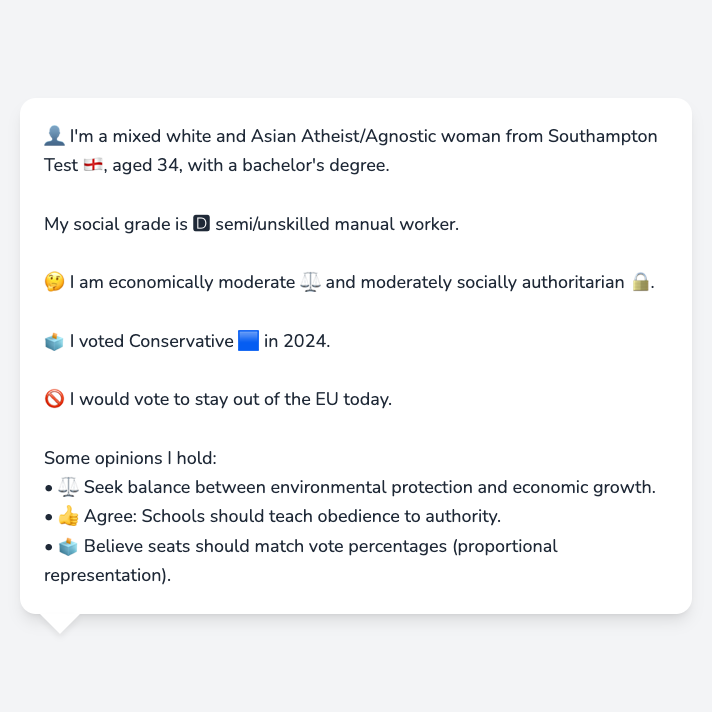 👤 I'm a mixed white and Asian Atheist/Agnostic woman from Southampton
Test 🏴󠁧󠁢󠁥󠁮󠁧󠁿, aged 34, with a bachelor's degree.
My social grade is 🅳 semi/unskilled manual worker.
🤔 I am economically moderate ⚖️ and moderately socially authoritarian 🔒.
🗳️ I voted Conservative 🟦 in 2024.
🚫 I would vote to stay out of the EU today.
Some opinions I hold:
• ⚖️ Seek balance between environmental protection and economic growth.
• 👍 Agree: Schools should teach obedience to authority.
• 🗳️ Believe seats should match vote percentages (proportional
representation).